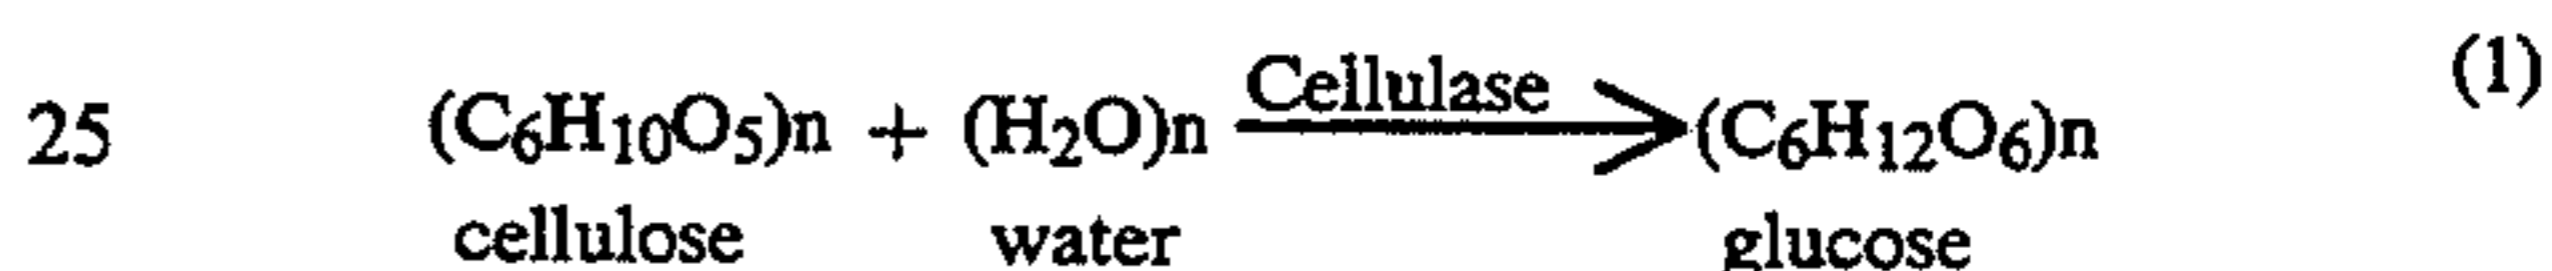 (1)
Cellulase
25 (C6H10O5)n + (H2O)n (C6H12O6)n
cellulose water glucose